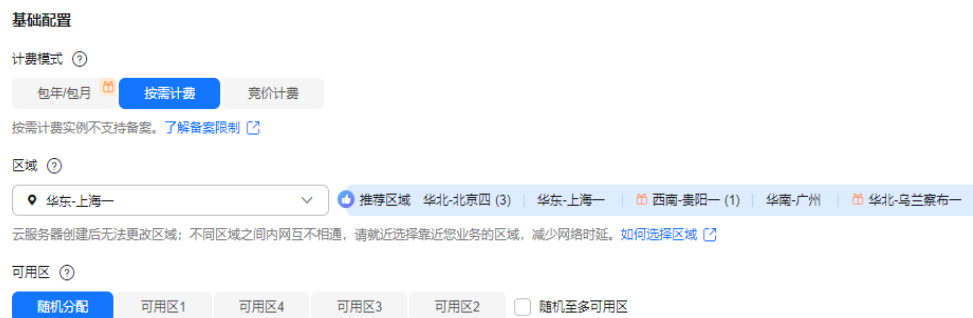 基础配置
计费模式
包年/包月 按需计费 竞价计费
按需计费实例不支持备案。了解备案限制
区域
华东-上海一 推荐区域 华北-北京四 (3) 华东-上海一 西南-贵阳一 (1) 华南-广州 华北-乌兰察布一
云服务器创建后无法更改区域；不同区域之间内网互不相通，请就近选择靠近您业务的区域，减少网络时延。如何选择区域
可用区
随机分配 可用区1 可用区4 可用区3 可用区2 随机至多可用区